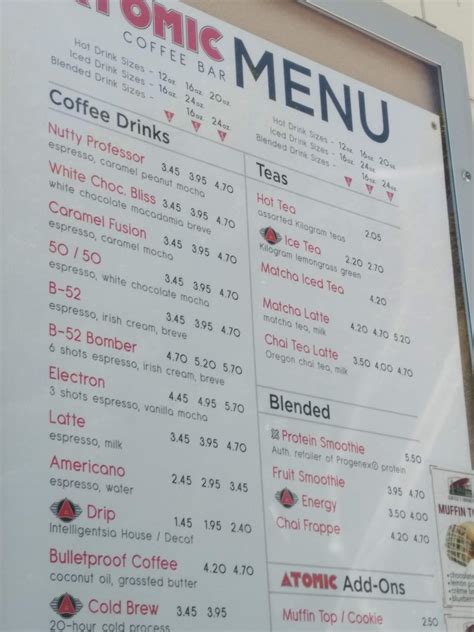 ATOMIC
COFFEE BAR
MENU
Hot Drink Sizes - 12oz. 16oz. 20oz.
Iced Drink Sizes - 16oz. 24oz.
Blended Drink Sizes - 16oz. 24oz.
Hot Drink Sizes - 12oz. 16oz. 20oz.
Iced Drink Sizes - 16oz. 24oz.
Blended Drink Sizes - 16oz. 24oz.
Coffee Drinks
Nutty Professor 3.45 3.95 4.70
espresso, caramel peanut mocha
White Choc. Bliss 3.45 3.95 4.70
white chocolate macadamia breve
Caramel Fusion 3.45 3.95 4.70
espresso, caramel mocha
50 / 50 3.45 3.95 4.70
espresso, white chocolate mocha
B-52 3.45 3.95 4.70
espresso, irish cream, breve
B-52 Bomber 4.70 5.20 5.70
6 shots espresso, irish cream, breve
Electron 4.45 4.95 5.70
3 shots espresso, vanilla mocha
Latte 3.45 3.95 4.70
espresso, milk
Americano 2.45 2.95 3.45
espresso, water
Drip 1.45 1.95 2.40
Intelligentsia House / Decaf
Bulletproof Coffee 4.20 4.70
coconut oil, grassfed butter
Cold Brew 3.45 3.95
20-hour cold process
Teas
Hot Tea 2.05
assorted Kilogram teas
Ice Tea 2.20 2.70
Kilogram lemongrass green
Matcha Iced Tea 4.20
Matcha Latte 4.20 4.70 5.20
matcha tea, milk
Chai Tea Latte 3.50 4.00 4.70
Oregon chai tea, milk
Blended
Protein Smoothie 5.50
Auth. retailer of Progenex® protein
Fruit Smoothie 3.95 4.70
Energy 4.20 4.70
Chai Frappe 4.20 4.70
ATOMIC Add-Ons
Muffin Top / Cookie 2.50
MUFFIN TO